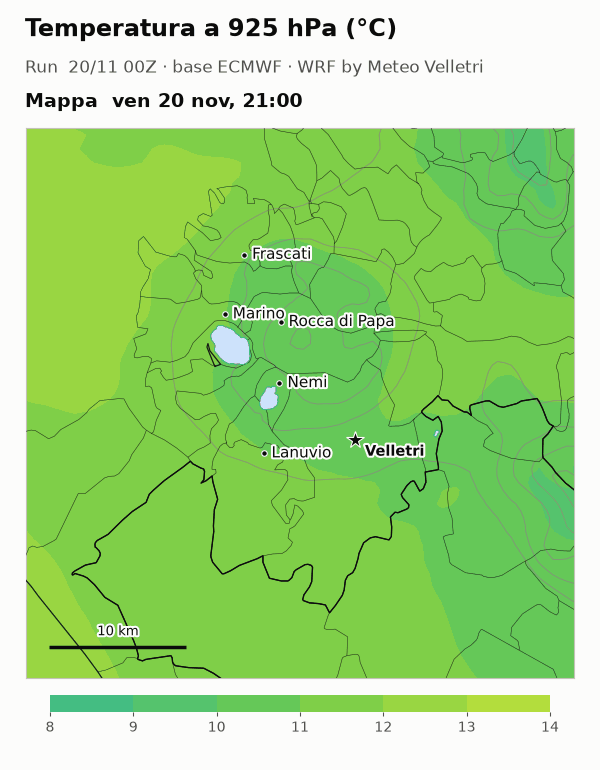 Temperatura a 925 hPa (°C)
Run 20/11 00Z · base ECMWF · WRF by Meteo Velletri
Mappa ven 20 nov, 21:00
Frascati
Marino
Rocca di Papa
Nemi
Velletri
Lanuvio
10 km
8 9 10 11 12 13 14